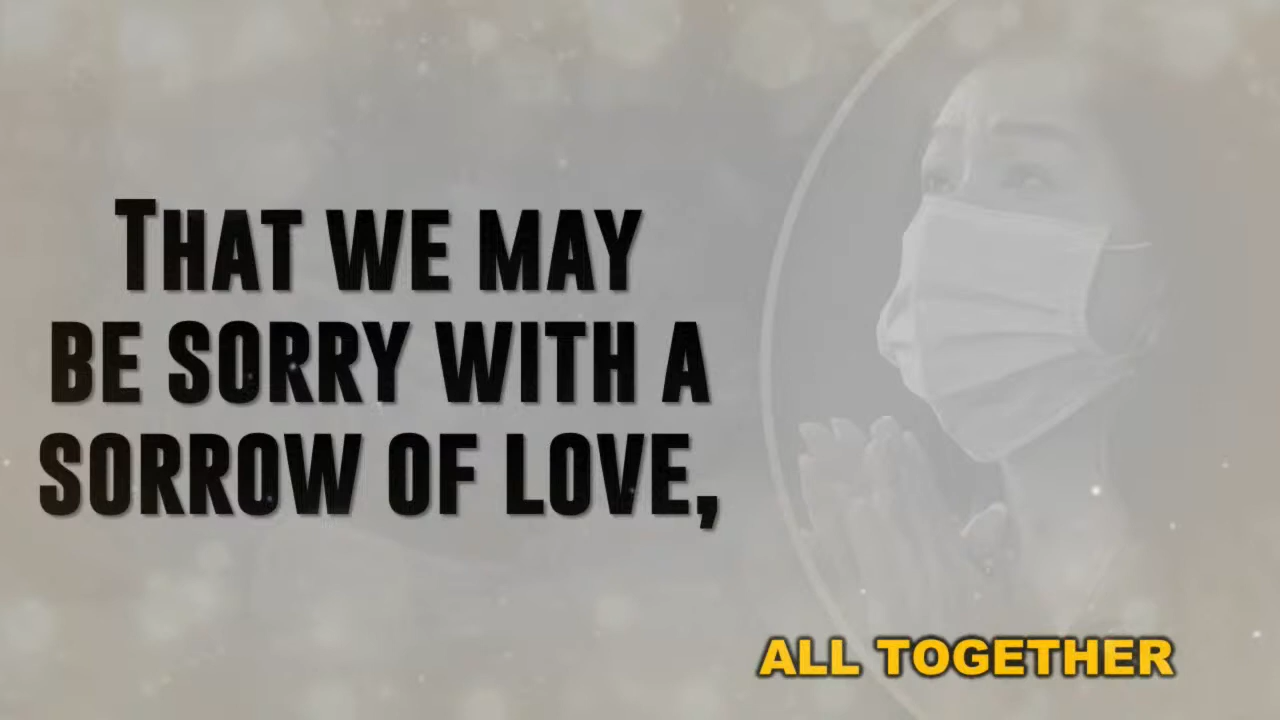 THAT WE MAY
BE SORRY WITH A
SORROW OF LOVE,
ALL TOGETHER